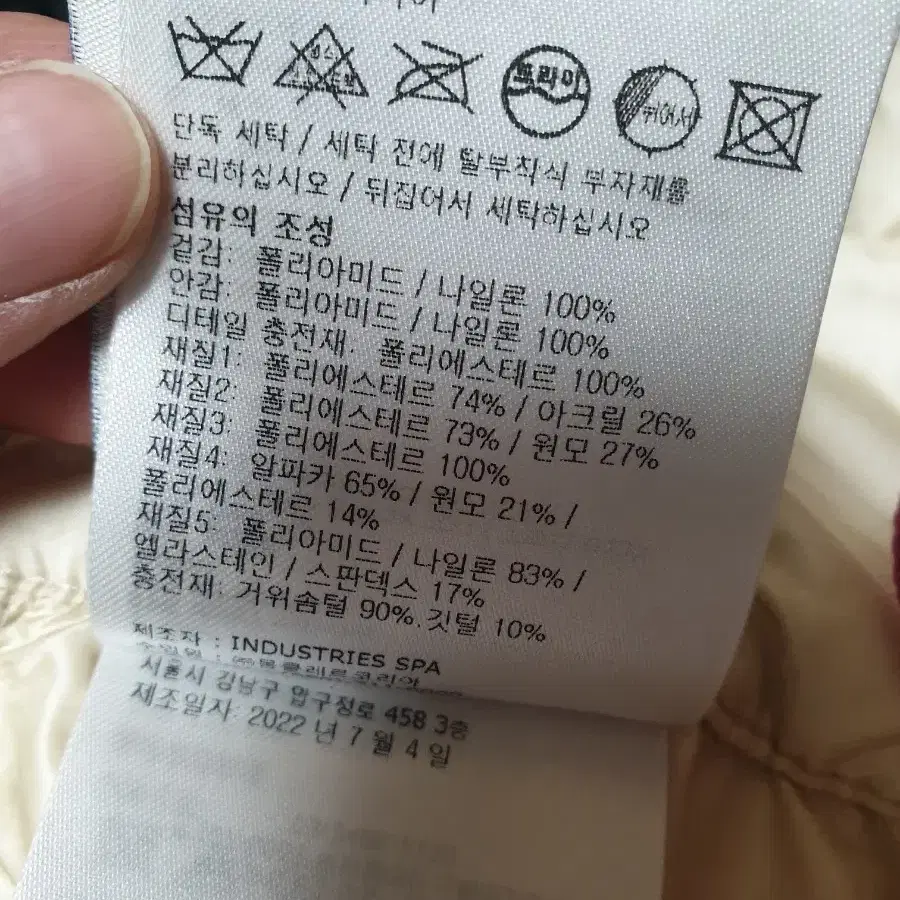 드라이
뉘어서
단독 세탁 / 세탁 전에 탈부착식 부자재를
분리하십시오 / 뒤집어서 세탁하십시오
섬유의 조성
겉감: 폴리아미드 / 나일론 100%
안감: 폴리아미드 / 나일론 100%
디테일 충전재. 폴리에스테르 100%
재질1: 폴리에스테르 74% / 아크릴 26%
재질2: 폴리에스테르 73% / 원모 27%
재질3: 폴리에스테르 100%
재질4: 알파카 65% / 원모 21% /
폴리에스테르 14%
재질5: 폴리아미드 / 나일론 83% /
엘라스테인 / 스판덱스 17%
충전재: 거위솜털 90%. 깃털 10%
제조자 : INDUSTRIES SPA
서울시 강남구 압구정로 458 3층
제조일자: 2022 년 7 월 4 일